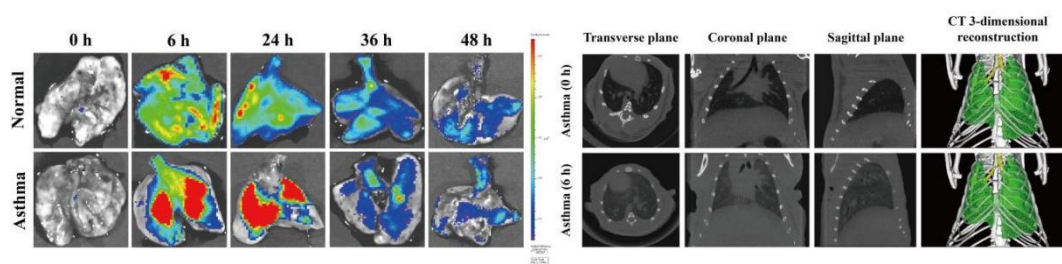 0 h 6 h 24 h 36 h 48 h
Normal
Asthma
Transverse plane Coronal plane Sagittal plane CT 3-dimensional
reconstruction
Asthma (0 h)
Asthma (6 h)